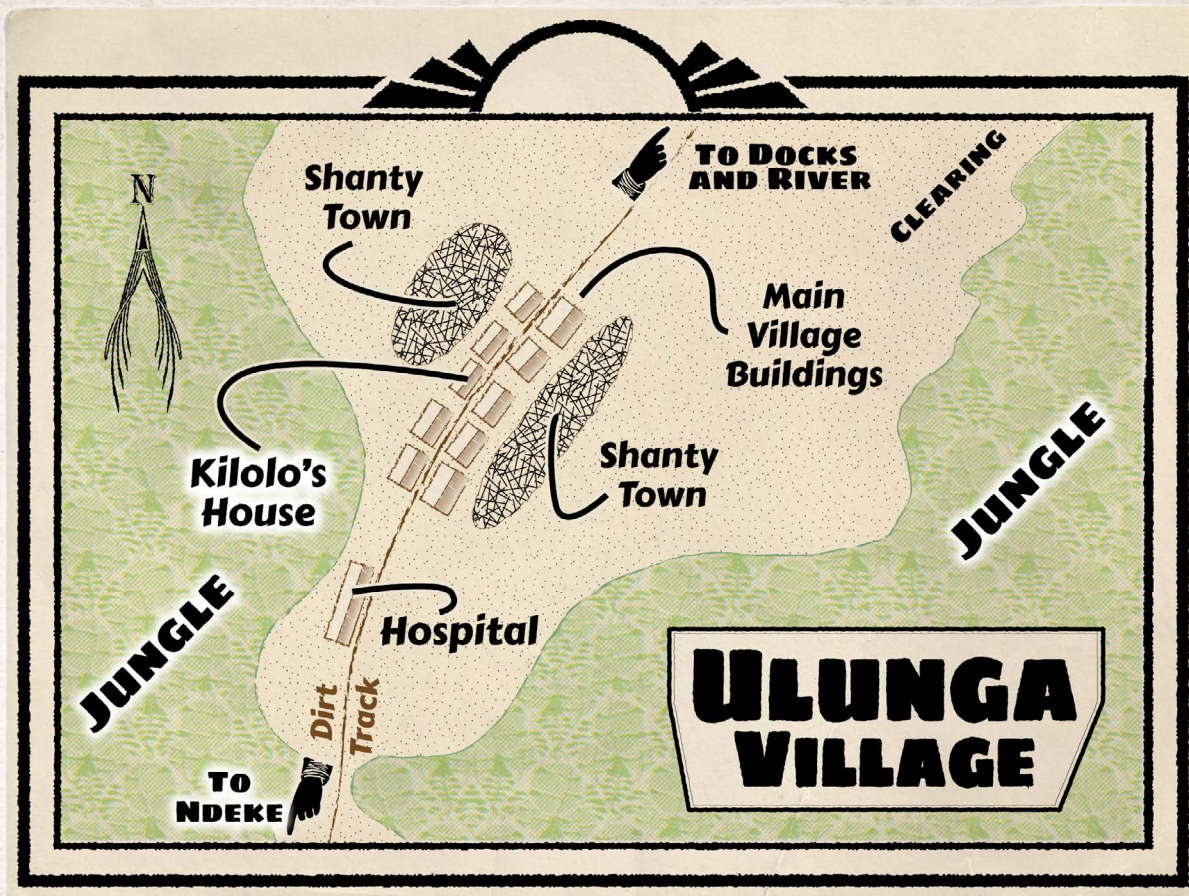 N
Shanty
Town
To Docks
and River
Clearing
Main
Village
Buildings
Kilolo's
House
Shanty
Town
Jungle
Jungle
Hospital
Dirt
Track
To
Ndeke
Ulunga
Village